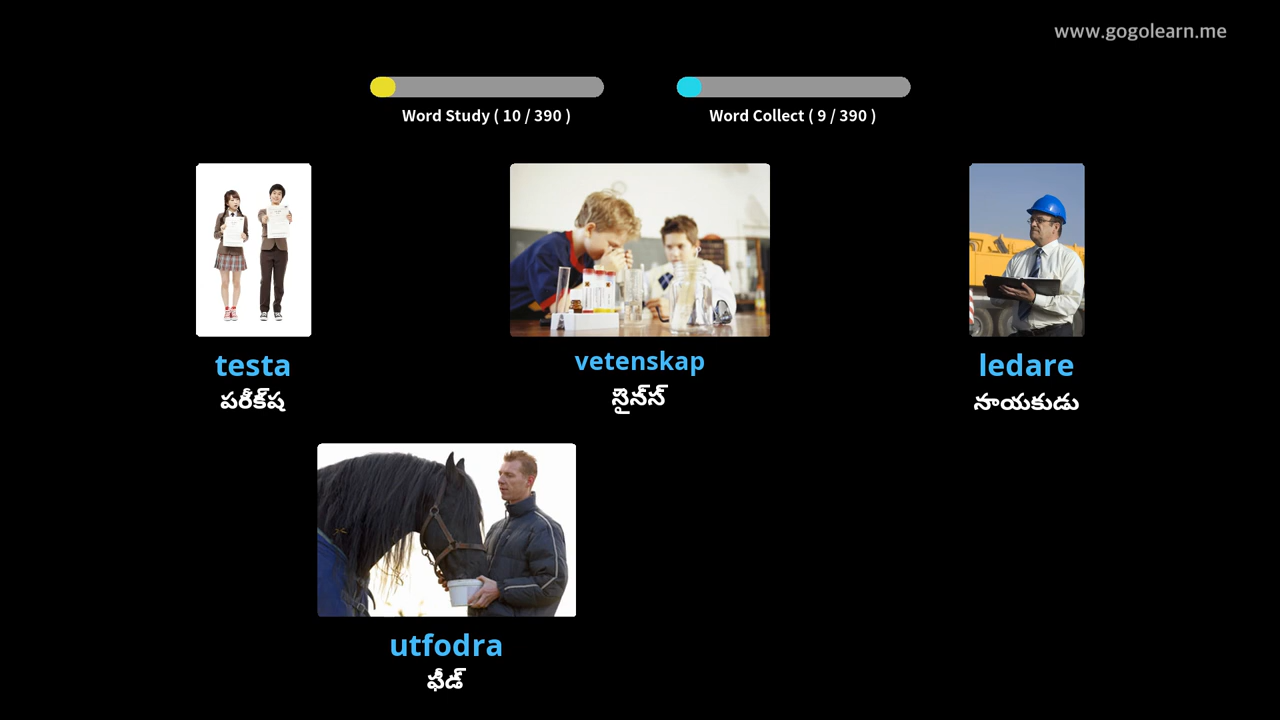 www.gogolearn.me
Word Study ( 10 / 390 )
Word Collect ( 9 / 390 )
testa
పరీక్ష
vetenskap
సైన్స్
ledare
నాయకుడు
utfodra
ఫీడ్